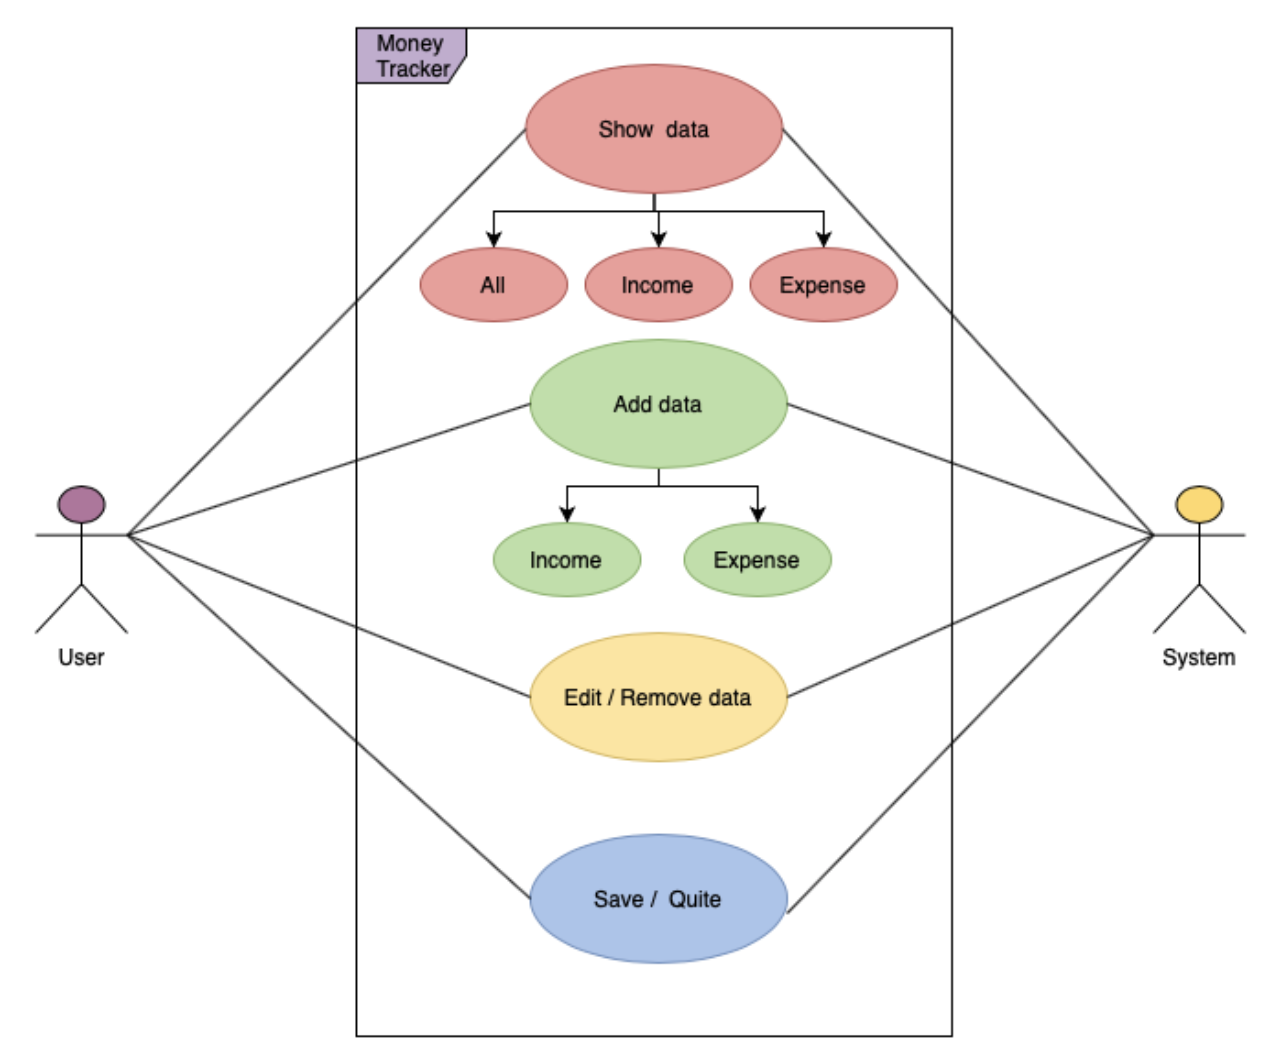 Money
Tracker
Show data
All
Income
Expense
Add data
Income
Expense
User
System
Edit / Remove data
Save / Quite